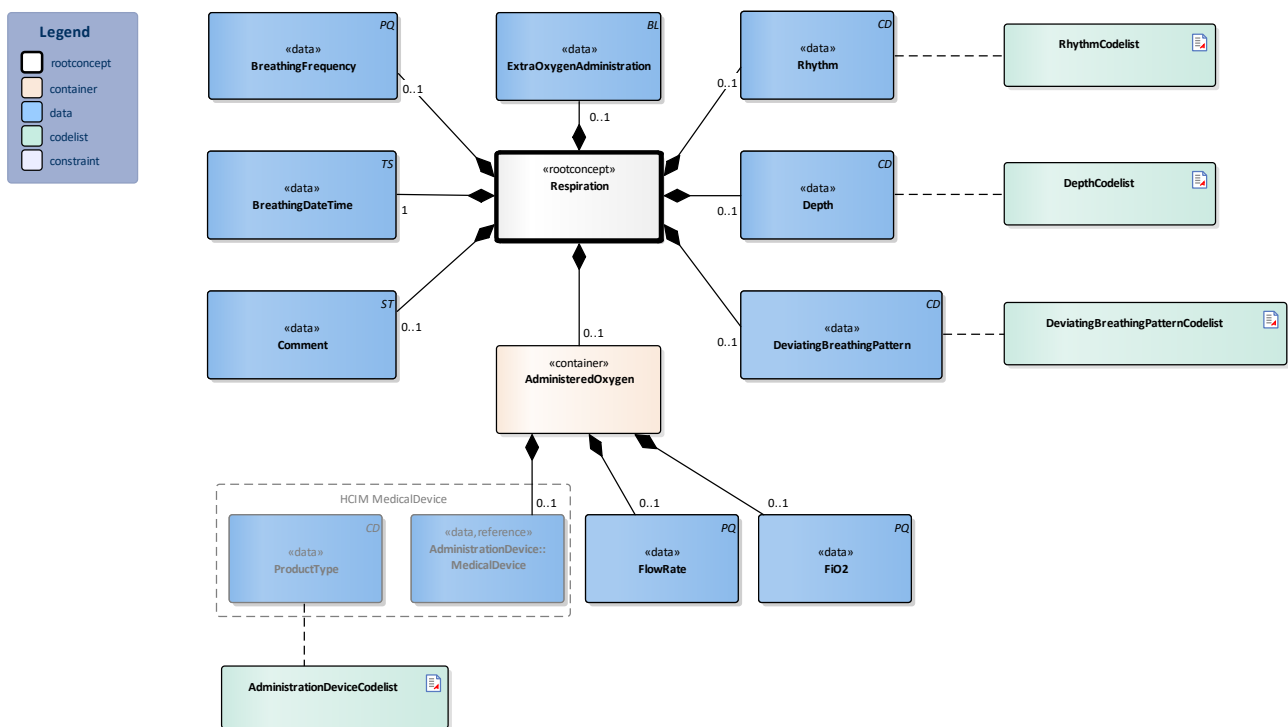 Legend
rootconcept
container
data
codelist
constraint
PQ
«data»
BreathingFrequency
0..1
BL
«data»
ExtraOxygenAdministration
0..1
CD
«data»
Rhythm
0..1
RhythmCodelist
TS
«data»
BreathingDateTime
1
«rootconcept»
Respiration
CD
«data»
Depth
0..1
DepthCodelist
ST
«data»
Comment
0..1
0..1
«container»
AdministeredOxygen
CD
«data»
DeviatingBreathingPattern
0..1
DeviatingBreathingPatternCodelist
HCIM MedicalDevice
CD
«data»
ProductType
0..1
«data,reference»
AdministrationDevice::
MedicalDevice
0..1
PQ
«data»
FlowRate
0..1
PQ
«data»
FiO2
AdministrationDeviceCodelist